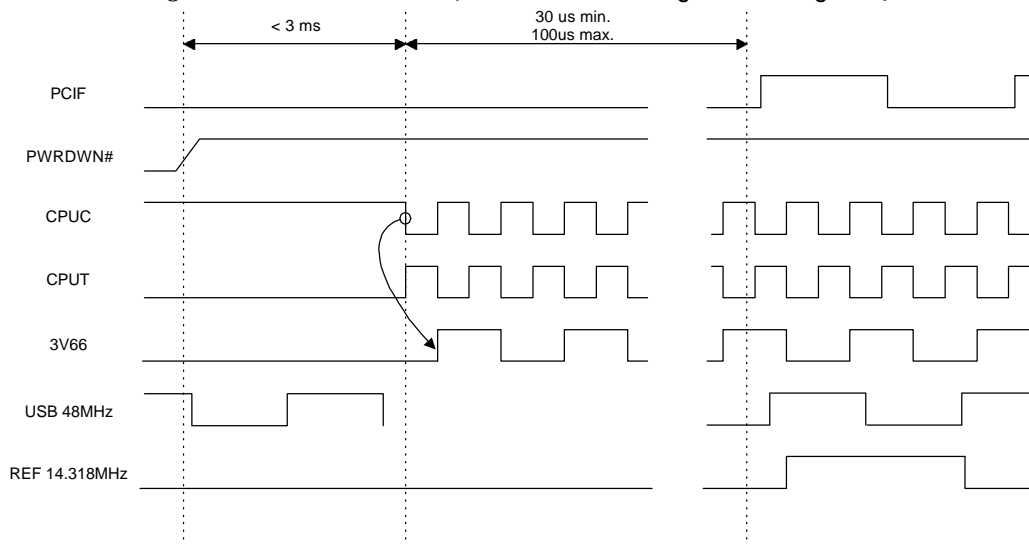 < 3 ms
30 us min.
100us max.
PCIF
PWRDWN#
CPUC
CPUT
3V66
USB 48MHz
REF 14.318MHz